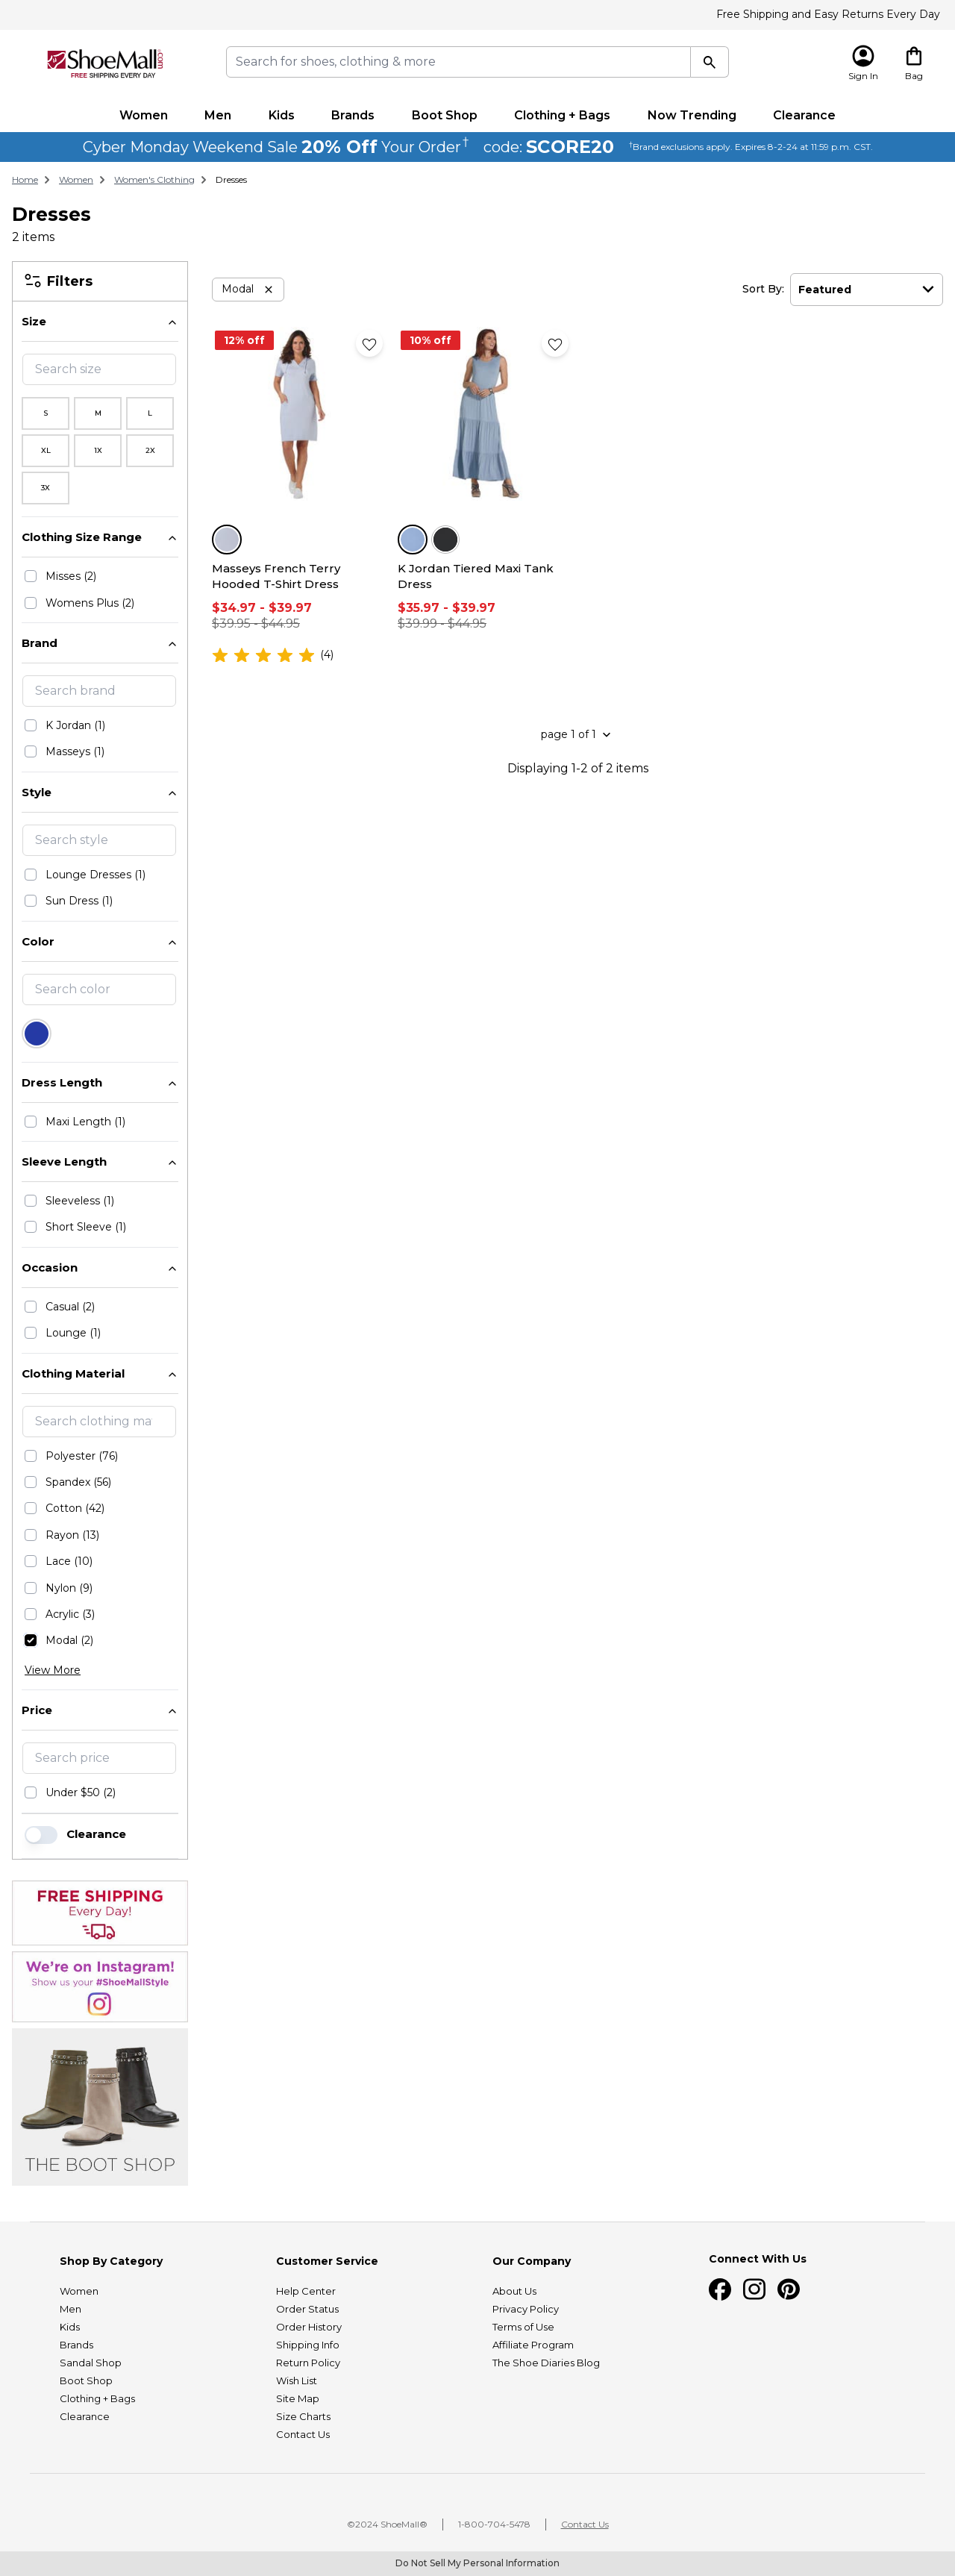 Free Shipping and Easy Returns Every Day
ShoeMall.com
FREE SHIPPING EVERY DAY
Search for shoes, clothing & more
Sign In
Bag
Women Men Kids Brands Boot Shop Clothing + Bags Now Trending Clearance
Cyber Monday Weekend Sale 20% Off Your Order† code: SCORE20 †Brand exclusions apply. Expires 8-2-24 at 11:59 p.m. CST.
Home > Women > Women's Clothing > Dresses
Dresses
2 items
Filters
Size
Search size
S M L
XL 1X 2X
3X
Clothing Size Range
Misses (2)
Womens Plus (2)
Brand
Search brand
K Jordan (1)
Masseys (1)
Style
Search style
Lounge Dresses (1)
Sun Dress (1)
Color
Search color
Dress Length
Maxi Length (1)
Sleeve Length
Sleeveless (1)
Short Sleeve (1)
Occasion
Casual (2)
Lounge (1)
Clothing Material
Search clothing ma
Polyester (76)
Spandex (56)
Cotton (42)
Rayon (13)
Lace (10)
Nylon (9)
Acrylic (3)
Modal (2)
View More
Price
Search price
Under $50 (2)
Clearance
Modal ×
Sort By: Featured
12% off
Masseys French Terry
Hooded T-Shirt Dress
$34.97 - $39.97
$39.95 - $44.95
(4)
10% off
K Jordan Tiered Maxi Tank
Dress
$35.97 - $39.97
$39.99 - $44.95
page 1 of 1
Displaying 1-2 of 2 items
FREE SHIPPING
Every Day!
We're on Instagram!
Show us your #ShoeMallStyle
THE BOOT SHOP
Shop By Category
Women
Men
Kids
Brands
Sandal Shop
Boot Shop
Clothing + Bags
Clearance
Customer Service
Help Center
Order Status
Order History
Shipping Info
Return Policy
Wish List
Site Map
Size Charts
Contact Us
Our Company
About Us
Privacy Policy
Terms of Use
Affiliate Program
The Shoe Diaries Blog
Connect With Us
©2024 ShoeMall® | 1-800-704-5478 | Contact Us
Do Not Sell My Personal Information